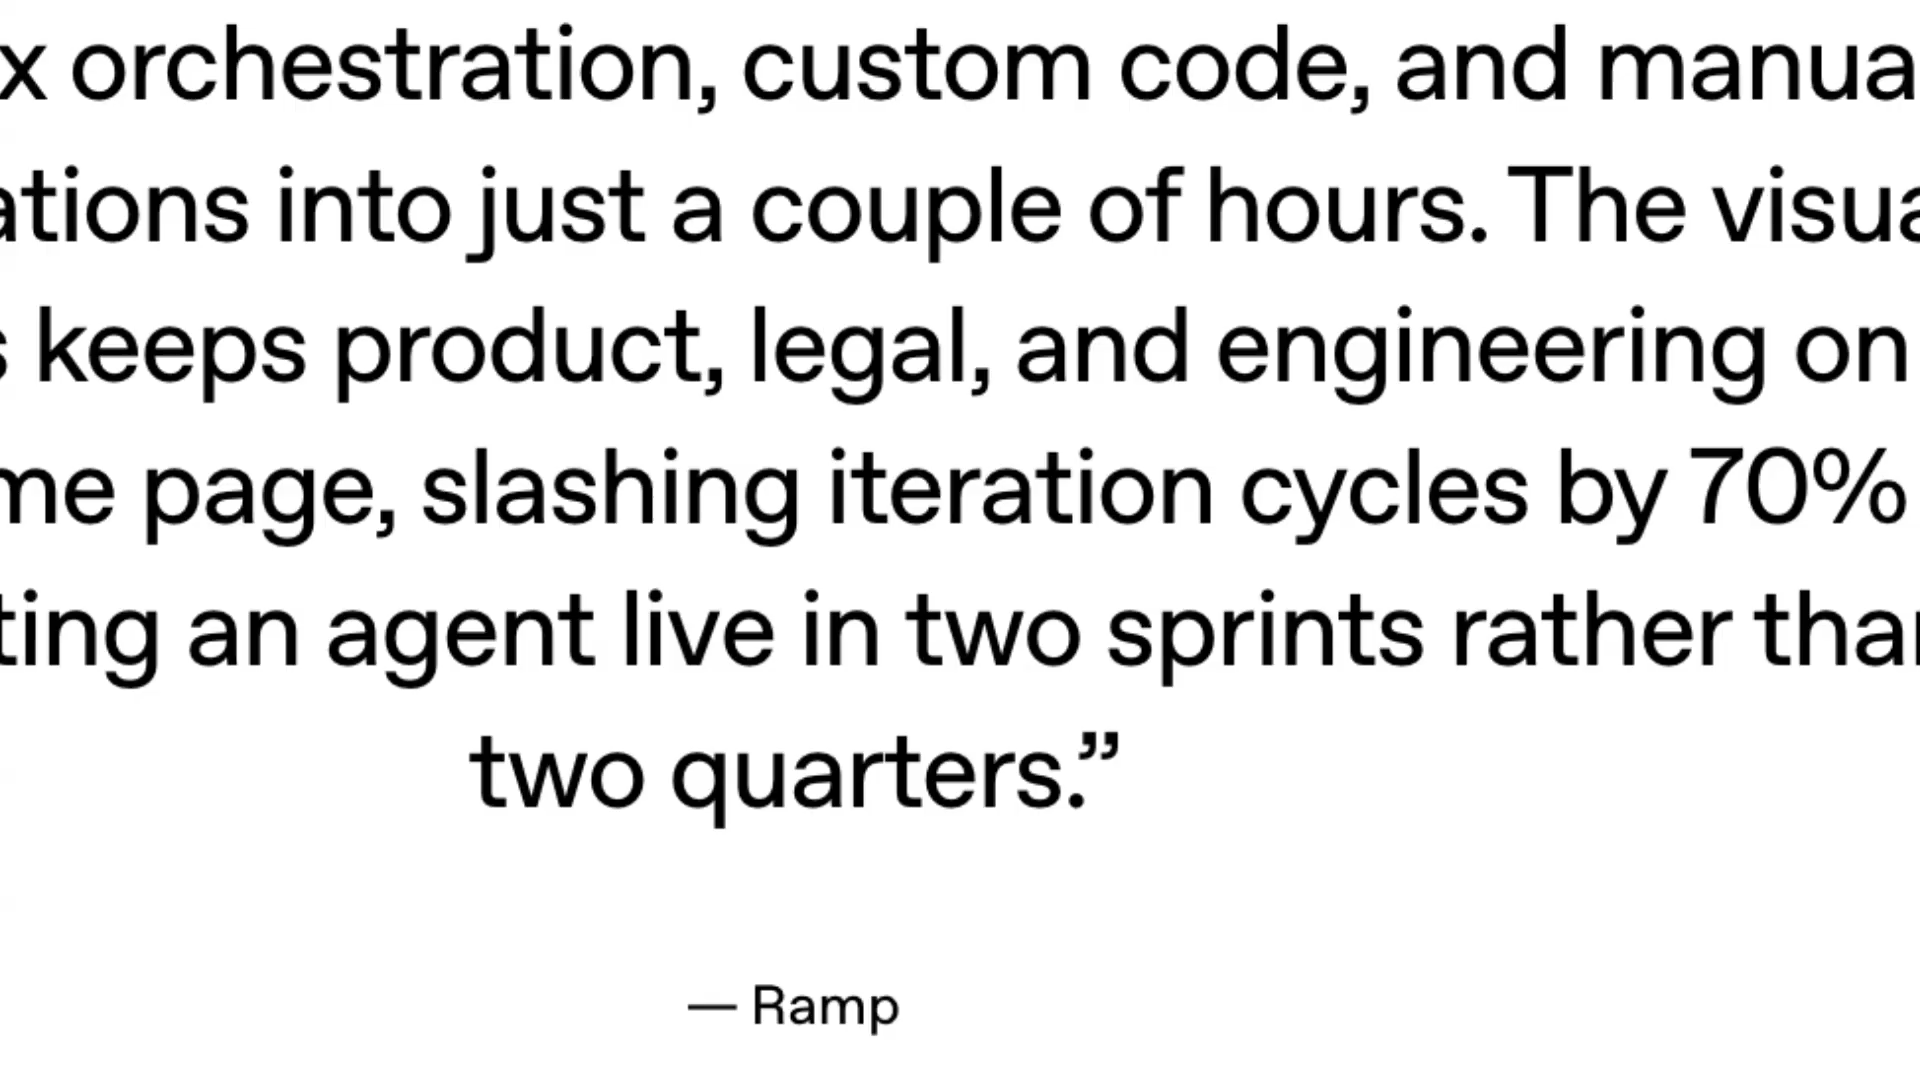 x orchestration, custom code, and manua
ations into just a couple of hours. The visua
s keeps product, legal, and engineering on
me page, slashing iteration cycles by 70%
ting an agent live in two sprints rather than
two quarters.”
— Ramp